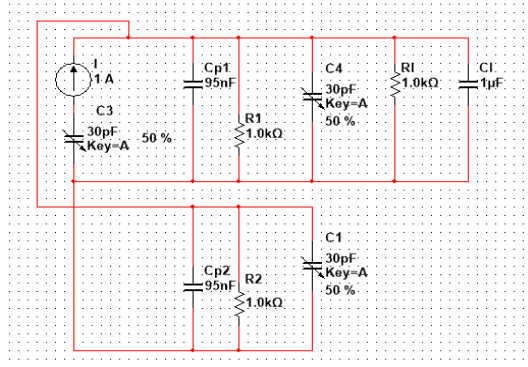 I
1 A
C3
30pF
Key=A
50 %
Cp1
95nF
R1
1.0kΩ
C4
30pF
Key=A
50 %
Rl
1.0kΩ
Cl
1µF
Cp2
95nF
R2
1.0kΩ
C1
30pF
Key=A
50 %